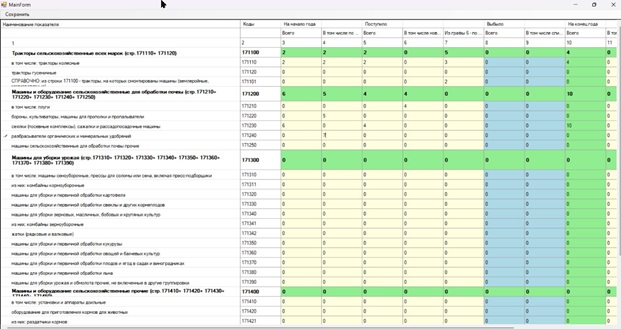 MainForm
Сохранить
Наименование показателя Коды На начало года Поступило Выбыло На конец года
Всего В том числе по ... Всего В том числе нов... Из графы 5 - по ... Всего В том числе спи... Всего В то
1 2 3 4 5 6 7 8 9 10 11
Тракторы сельскохозяйственные всех марок (стр.171110+ 171120) 171100 2 2 2 0 5 0 0 4 0
в том числе: тракторы колесные 171110 2 2 2 0 3 0 0 4 0
тракторы гусеничные 171120 0 0 0 0 0 0 0 0 0
СПРАВОЧНО: из строки 171100 - тракторы, на которых смонтированы машины (мелиоративные, 171101 0 0 0 0 2 0 0 0 0
Машины и оборудование сельскохозяйственные для обработки почвы (стр. 171210+ 171220+ 171230+ 171240+ 171250) 171200 6 5 4 4 0 0 0 10 0
в том числе: плуги 171210 0 0 0 4 0 0 0 0 0
бороны, культиваторы, машины для прополки и пропалыватели 171220 0 5 0 0 0 0 0 0 0
сеялки (посевные комплексы), сажалки и рассадопосадочные машины 171230 6 0 4 0 0 0 0 10 0
разбрасыватели органических и минеральных удобрений 171240 0 7 0 0 0 0 0 0 0
машины сельскохозяйственные для обработки почвы прочие 171250 0 0 0 0 0 0 0 0 0
Машины для уборки урожая (стр.171310+ 171320+ 171330+ 171340+ 171350+ 171360+ 171370+ 171380+ 171390) 171300 0 0 0 0 0 0 0 0 0
в том числе: машины сеноуборочные, прессы для соломы или сена, включая пресс-подборщики 171310 0 0 0 0 0 0 0 0 0
из них: комбайны кормоуборочные 171311 0 0 0 0 0 0 0 0 0
машины для уборки и первичной обработки картофеля 171320 0 0 0 0 0 0 0 0 0
машины для уборки и первичной обработки свеклы и других корнеплодов 171330 0 0 0 0 0 0 0 0 0
машины для уборки зерновых, масличных, бобовых и крупяных культур 171340 0 0 0 0 0 0 0 0 0
из них: комбайны зерноуборочные 171341 0 0 0 0 0 0 0 0 0
жатки (рядковые и валковые) 171342 0 0 0 0 0 0 0 0 0
машины для уборки и первичной обработки кукурузы 171350 0 0 0 0 0 0 0 0 0
машины для уборки и первичной обработки овощей и бахчевых культур 171360 0 0 0 0 0 0 0 0 0
машины для уборки и первичной обработки плодов и ягод в садах и виноградниках 171370 0 0 0 0 0 0 0 0 0
машины для уборки и первичной обработки льна 171380 0 0 0 0 0 0 0 0 0
машины для уборки урожая и обмолота прочие, не включенные в другие группировки 171390 0 0 0 0 0 0 0 0 0
Машины и оборудование сельскохозяйственные прочие (стр.171410+ 171420+ 171430+ 171400 0 0 0 0 0 0 0 0 0
в том числе: установки и аппараты доильные 171410 0 0 0 0 0 0 0 0 0
оборудование для приготовления кормов для животных 171420 0 0 0 0 0 0 0 0 0
из них: раздатчики кормов 171421 0 0 0 0 0 0 0 0 0